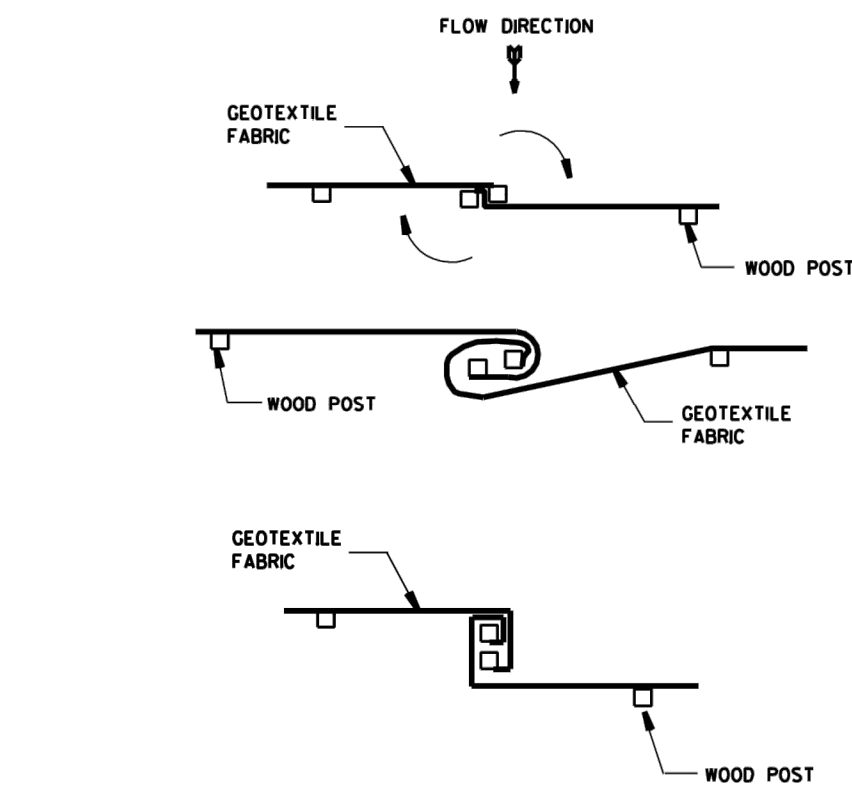 FLOW DIRECTION
GEOTEXTILE
FABRIC
WOOD POST
WOOD POST
GEOTEXTILE
FABRIC
GEOTEXTILE
FABRIC
WOOD POST